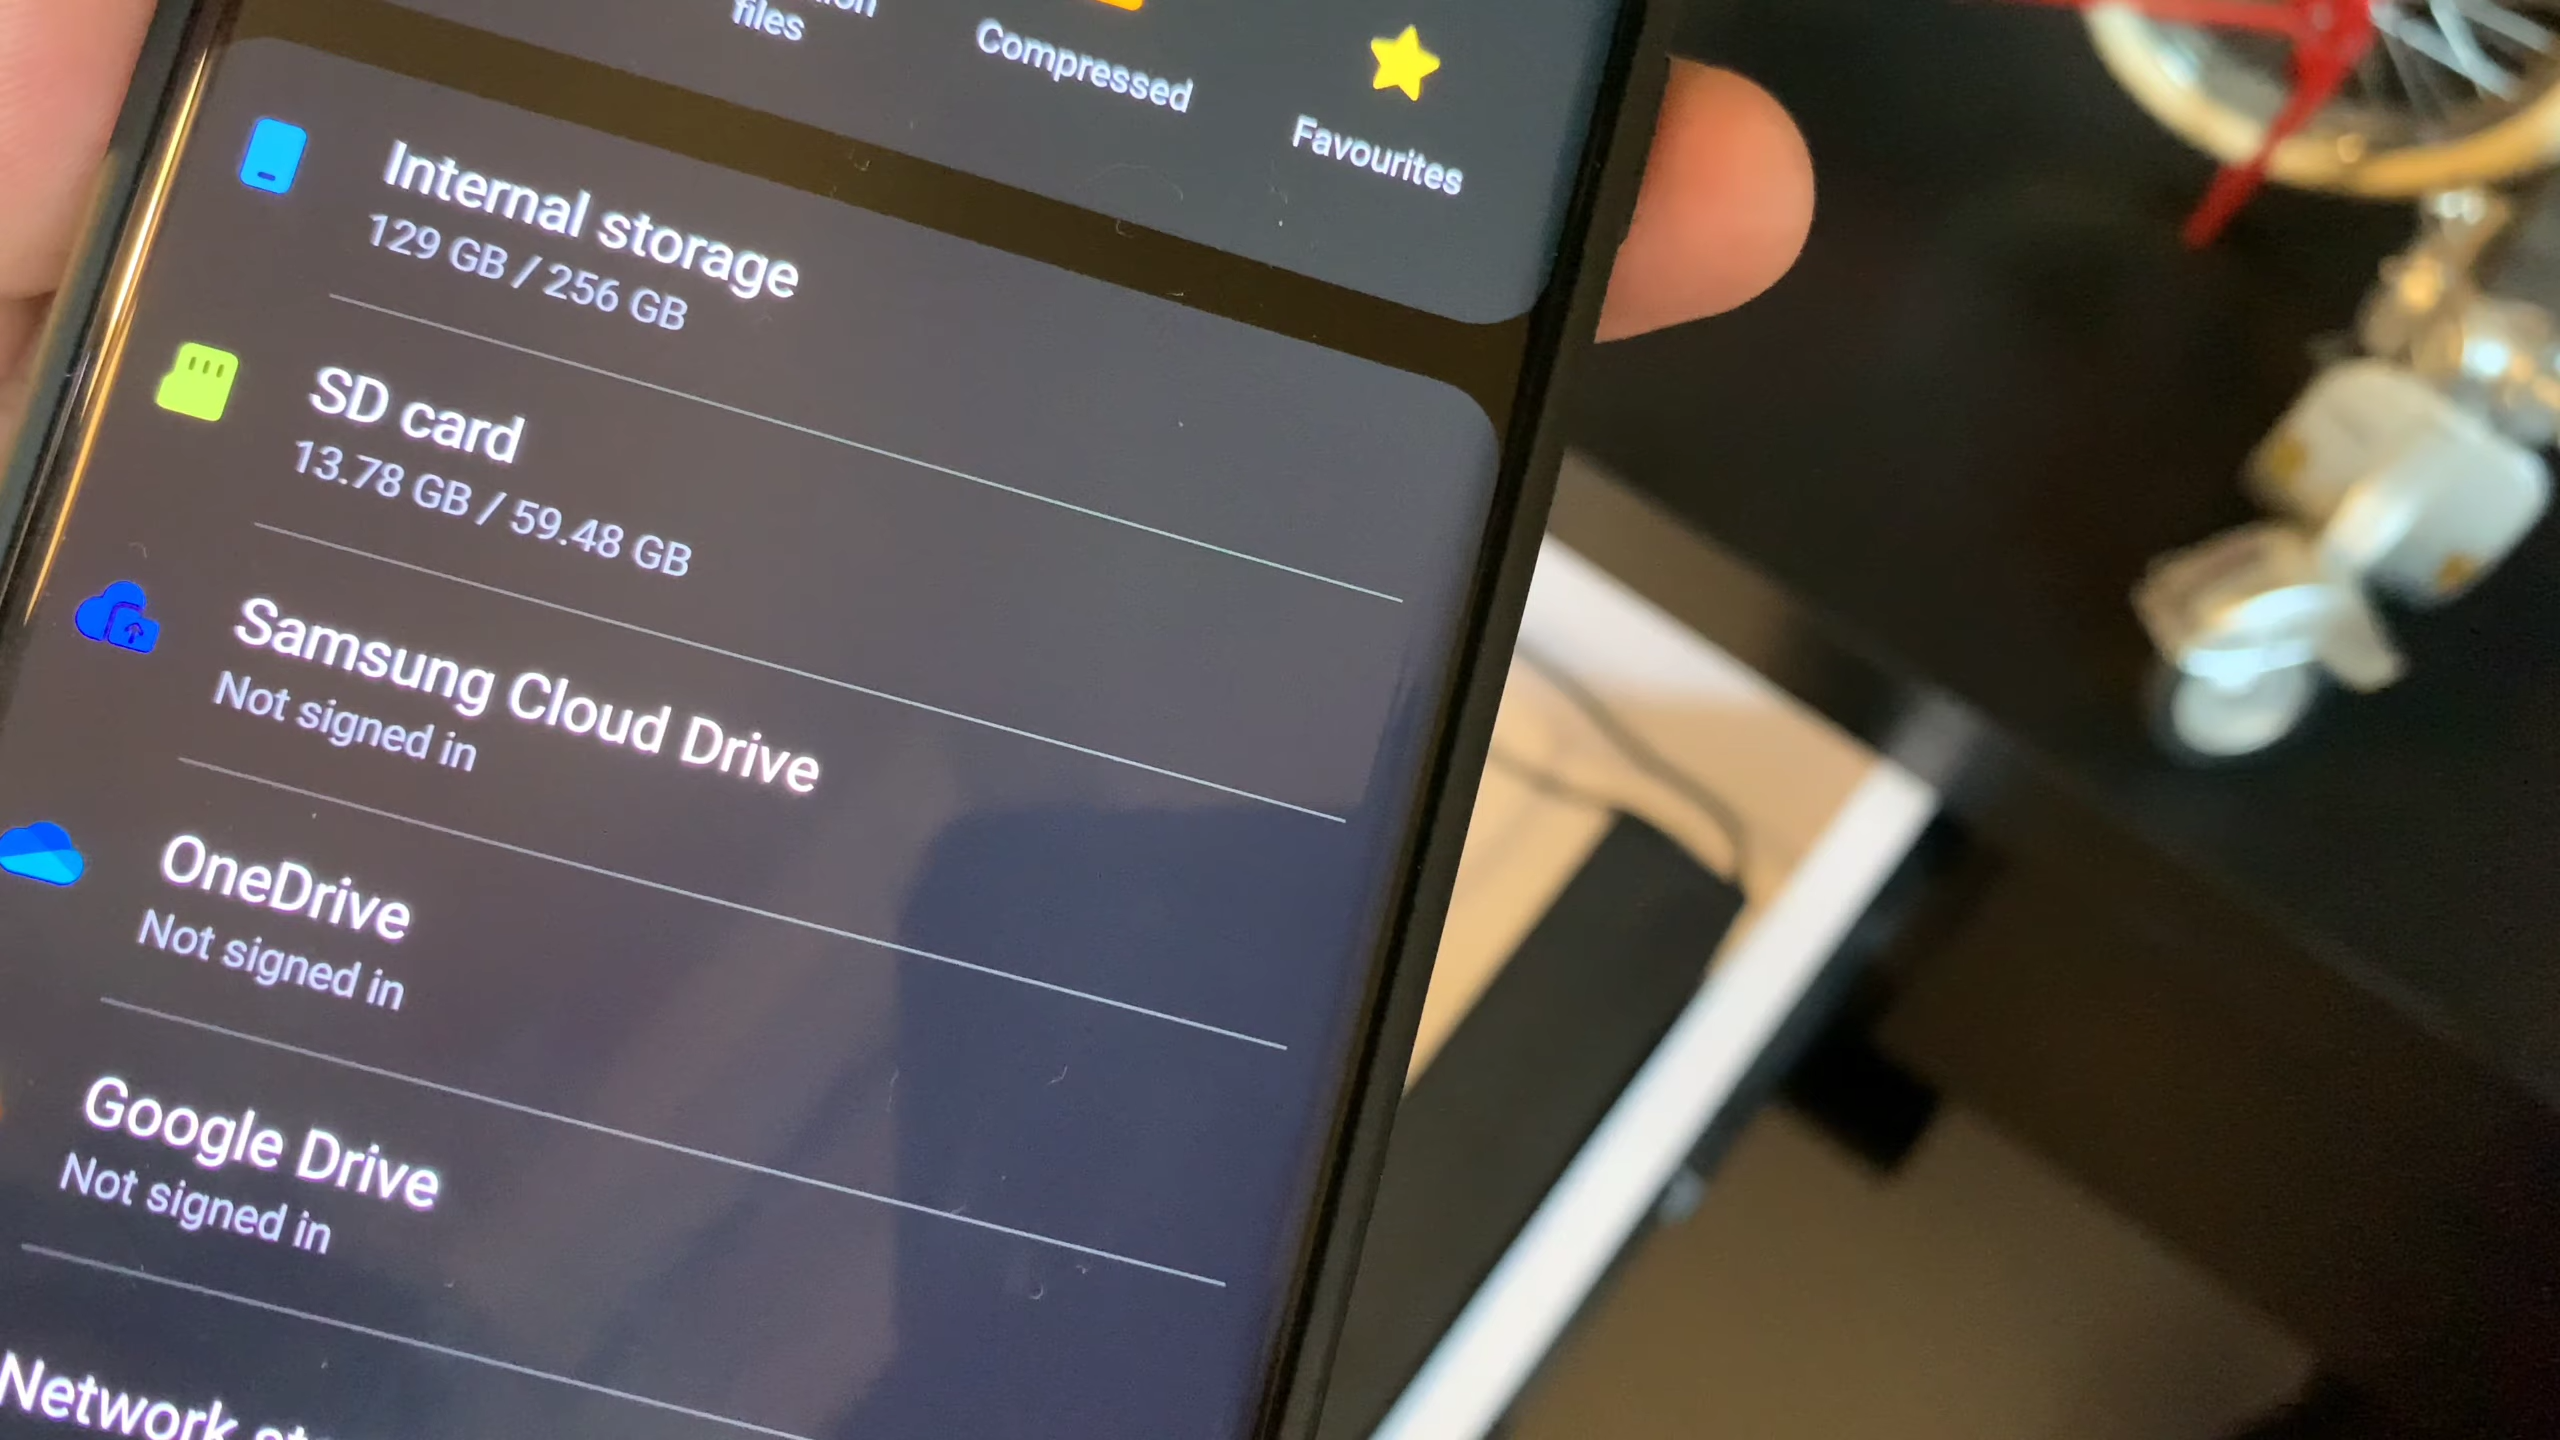 files
Compressed
Favourites
Internal storage
129 GB / 256 GB
SD card
13.78 GB / 59.48 GB
Samsung Cloud Drive
Not signed in
OneDrive
Not signed in
Google Drive
Not signed in
Network